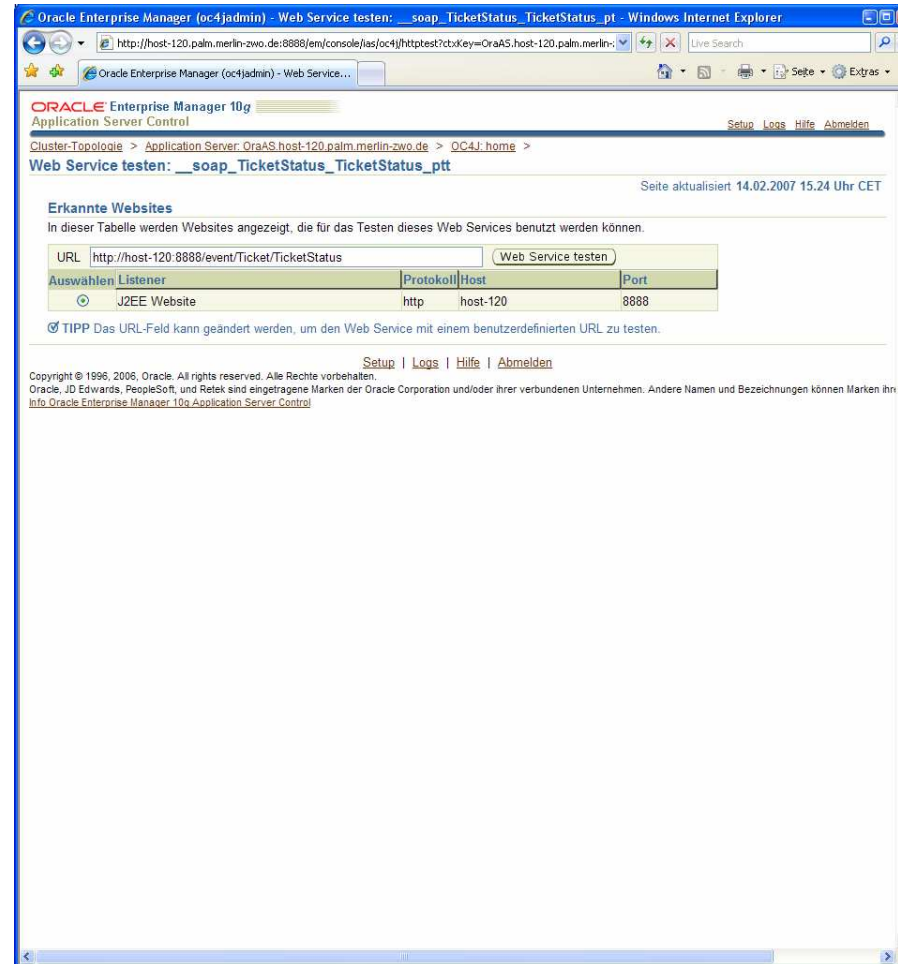 Oracle Enterprise Manager (oc4jadmin) - Web Service testen: __soap_TicketStatus_TicketStatus_pt - Windows Internet Explorer
http://host-120.palm.merlin-zwo.de:8888/em/console/ias/oc4j/httptest?ctxKey=OraAS.host-120.palm.merlin-: Live Search
Oracle Enterprise Manager (oc4jadmin) - Web Service... Seite Extras
ORACLE Enterprise Manager 10g
Application Server Control
Setup Logs Hilfe Abmelden
Cluster-Topologie > Application Server: OraAS.host-120.palm.merlin-zwo.de > OC4J: home >
Web Service testen: __soap_TicketStatus_TicketStatus_ptt
Seite aktualisiert 14.02.2007 15.24 Uhr CET
Erkannte Websites
In dieser Tabelle werden Websites angezeigt, die für das Testen dieses Web Services benutzt werden können.
URL http://host-120:8888/event/Ticket/TicketStatus Web Service testen
Auswählen Listener Protokoll Host Port
J2EE Website http host-120 8888
TIPP Das URL-Feld kann geändert werden, um den Web Service mit einem benutzerdefinierten URL zu testen.
Setup | Logs | Hilfe | Abmelden
Copyright © 1996, 2006, Oracle. All rights reserved. Alle Rechte vorbehalten.
Oracle, JD Edwards, PeopleSoft, und Retek sind eingetragene Marken der Oracle Corporation und/oder ihrer verbundenen Unternehmen. Andere Namen und Bezeichnungen können Marken ihre
Info Oracle Enterprise Manager 10g Application Server Control